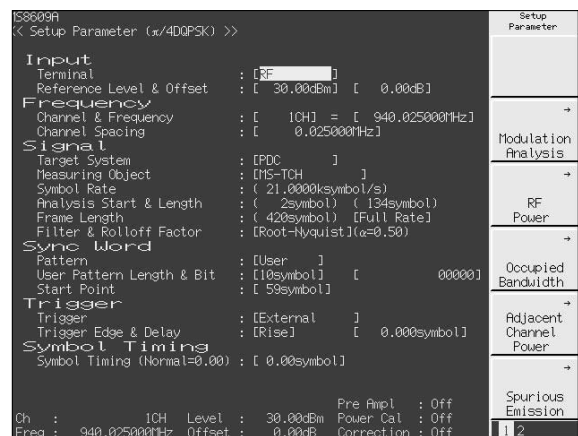 MS8609A
<< Setup Parameter (π/4DQPSK) >>
Input
Terminal : [RF ]
Reference Level & Offset : [ 30.00dBm] [ 0.00dB]
Frequency
Channel & Frequency : [ 1CH] = [ 940.025000MHz]
Channel Spacing : [ 0.025000MHz]
Signal
Target System : [PDC ]
Measuring Object : [MS-TCH ]
Symbol Rate : ( 21.0000ksymbol/s)
Analysis Start & Length : ( 2symbol) ( 134symbol)
Frame Length : ( 420symbol) [Full Rate]
Filter & Rolloff Factor : [Root-Nyquist](α=0.50)
Sync Word
Pattern : [User ]
User Pattern Length & Bit : [10symbol] [ 00000]
Start Point : [ 59symbol]
Trigger
Trigger : [External ]
Trigger Edge & Delay : [Rise] [ 0.000symbol]
Symbol Timing
Symbol Timing (Normal=0.00) : [ 0.00symbol]
Pre Ampl : Off
Ch : 1CH Level : 30.00dBm Power Cal : Off
Freq : 940.025000MHz Offset : 0.00dB Correction : Off
Setup
Parameter
→
Modulation
Analysis
→
RF
Power
→
Occupied
Bandwidth
→
Adjacent
Channel
Power
→
Spurious
Emission
1 2